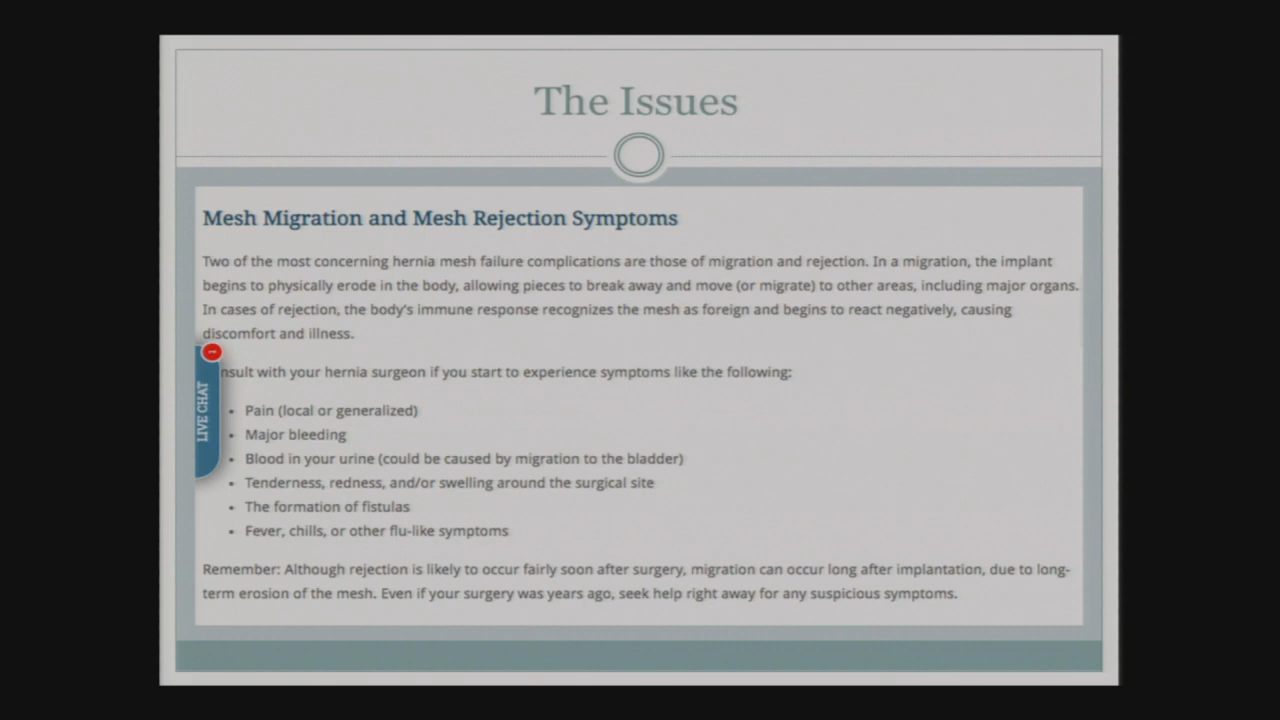 The Issues
Mesh Migration and Mesh Rejection Symptoms
Two of the most concerning hernia mesh failure complications are those of migration and rejection. In a migration, the implant
begins to physically erode in the body, allowing pieces to break away and move (or migrate) to other areas, including major organs.
In cases of rejection, the body's immune response recognizes the mesh as foreign and begins to react negatively, causing
discomfort and illness.
nsult with your hernia surgeon if you start to experience symptoms like the following:
LIVE CHAT
• Pain (local or generalized)
• Major bleeding
• Blood in your urine (could be caused by migration to the bladder)
• Tenderness, redness, and/or swelling around the surgical site
• The formation of fistulas
• Fever, chills, or other flu-like symptoms
Remember: Although rejection is likely to occur fairly soon after surgery, migration can occur long after implantation, due to long-
term erosion of the mesh. Even if your surgery was years ago, seek help right away for any suspicious symptoms.